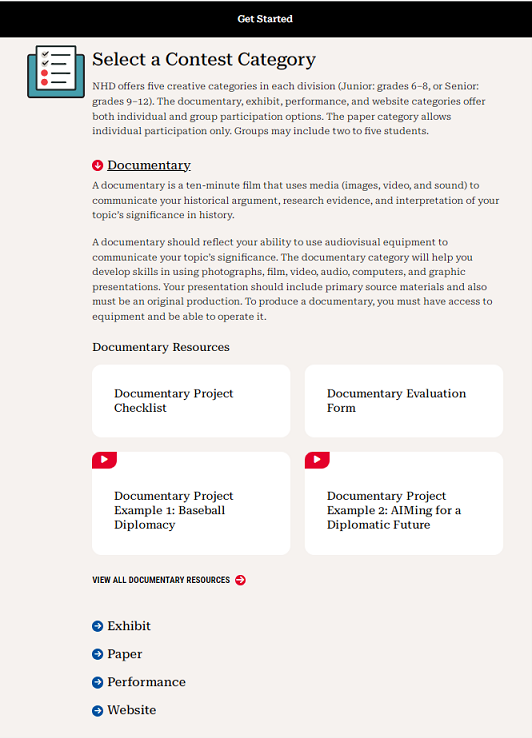 Get Started
Select a Contest Category
NHD offers five creative categories in each division (Junior: grades 6–8, or Senior:
grades 9–12). The documentary, exhibit, performance, and website categories offer
both individual and group participation options. The paper category allows
individual participation only. Groups may include two to five students.
Documentary
A documentary is a ten-minute film that uses media (images, video, and sound) to
communicate your historical argument, research evidence, and interpretation of your
topic's significance in history.
A documentary should reflect your ability to use audiovisual equipment to
communicate your topic's significance. The documentary category will help you
develop skills in using photographs, film, video, audio, computers, and graphic
presentations. Your presentation should include primary source materials and also
must be an original production. To produce a documentary, you must have access to
equipment and be able to operate it.
Documentary Resources
Documentary Project
Checklist
Documentary Evaluation
Form
Documentary Project
Example 1: Baseball
Diplomacy
Documentary Project
Example 2: AIMing for a
Diplomatic Future
VIEW ALL DOCUMENTARY RESOURCES
Exhibit
Paper
Performance
Website